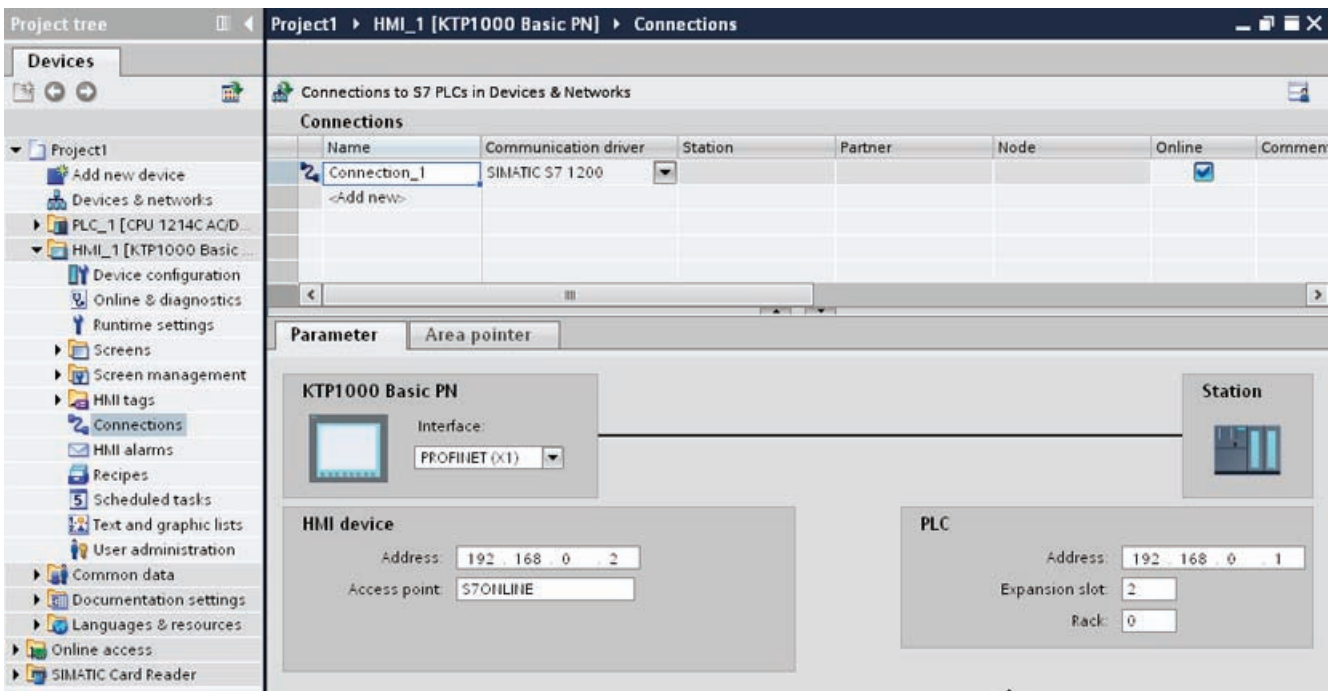 Project tree
Devices
Project1
Add new device
Devices & networks
PLC_1 [CPU 1214C AC/D...
HMI_1 [KTP1000 Basic ...
Device configuration
Online & diagnostics
Runtime settings
Screens
Screen management
HMI tags
Connections
HMI alarms
Recipes
Scheduled tasks
Text and graphic lists
User administration
Common data
Documentation settings
Languages & resources
Online access
SIMATIC Card Reader
Project1 HMI_1 [KTP1000 Basic PN] Connections
Connections to S7 PLCs in Devices & Networks
Connections
Name Communication driver Station Partner Node Online Commen
Connection_1 SIMATIC S7 1200
<Add new>
Parameter Area pointer
KTP1000 Basic PN
Interface:
PROFINET (X1)
Station
HMI device
Address: 192 . 168 . 0 . 2
Access point: S7ONLINE
PLC
Address: 192 . 168 . 0 . 1
Expansion slot: 2
Rack: 0